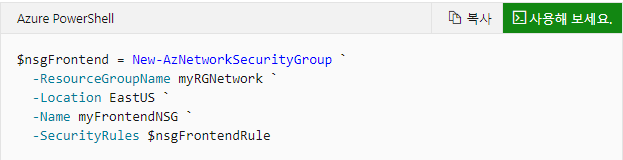 Azure PowerShell 복사 사용해 보세요.
$nsgFrontend = New-AzNetworkSecurityGroup `
-ResourceGroupName myRGNetwork `
-Location EastUS `
-Name myFrontendNSG `
-SecurityRules $nsgFrontendRule